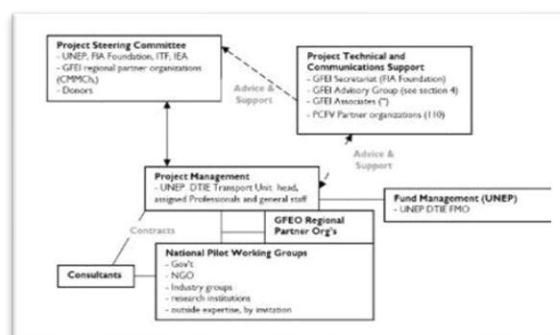 Project Steering Committee
- UNEP, FIA Foundation, ITF, IEA
- GFEI regional partner organizations
(CMMCh,)
- Donors
Project Technical and
Communications Support
- GFEI Secretariat (FIA Foundation)
- GFEI Advisory Group (see section 4)
- GFEI Associates (*)
- PCFV Partner organizations (110)
Advice &
Support
Advice &
Support
Project Management
- UNEP DTIE Transport Unit head,
assigned Professionals and general staff
Fund Management (UNEP)
- UNEP DTIE FMO
GFEO Regional
Partner Org's
Contracts
Consultants
National Pilot Working Groups
- Gov't
- NGO
- Industry groups
- research institutions
- outside expertise, by invitation